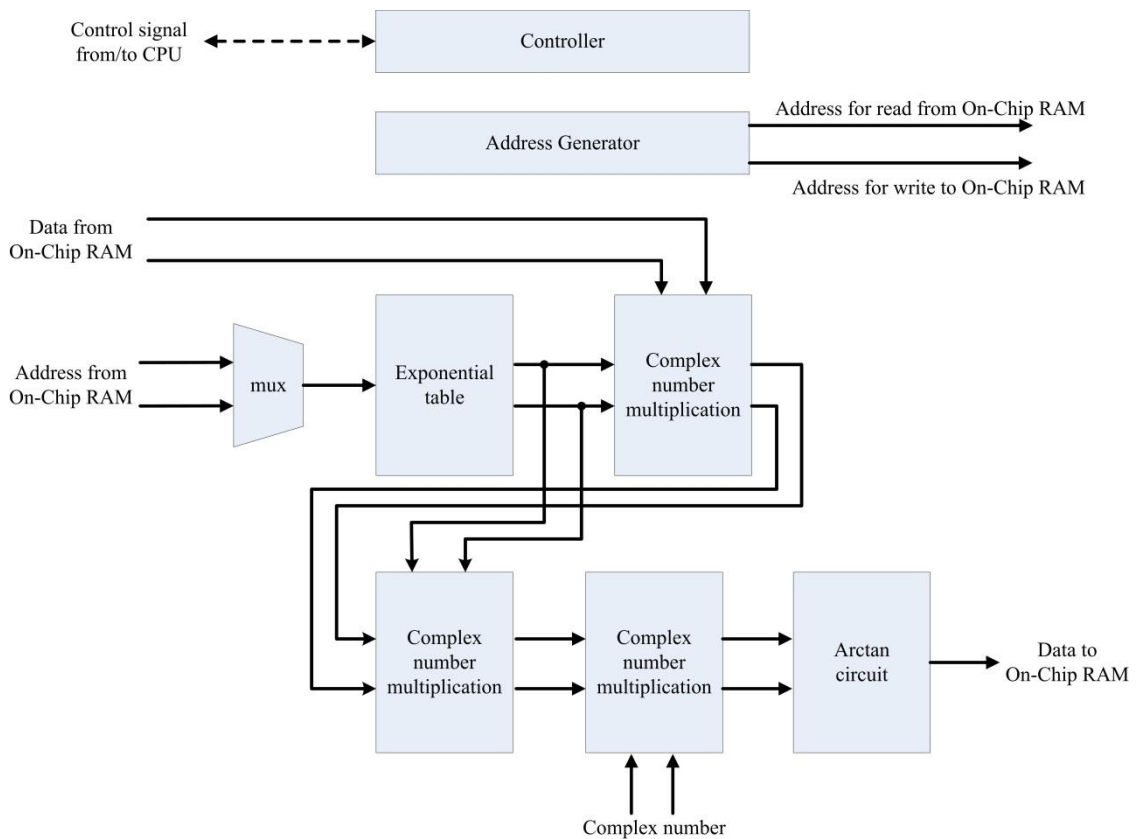 Control signal
from/to CPU
Controller
Address for read from On-Chip RAM
Address Generator
Address for write to On-Chip RAM
Data from
On-Chip RAM
Address from
On-Chip RAM
mux
Exponential
table
Complex
number
multiplication
Complex
number
multiplication
Complex
number
multiplication
Arctan
circuit
Data to
On-Chip RAM
Complex number